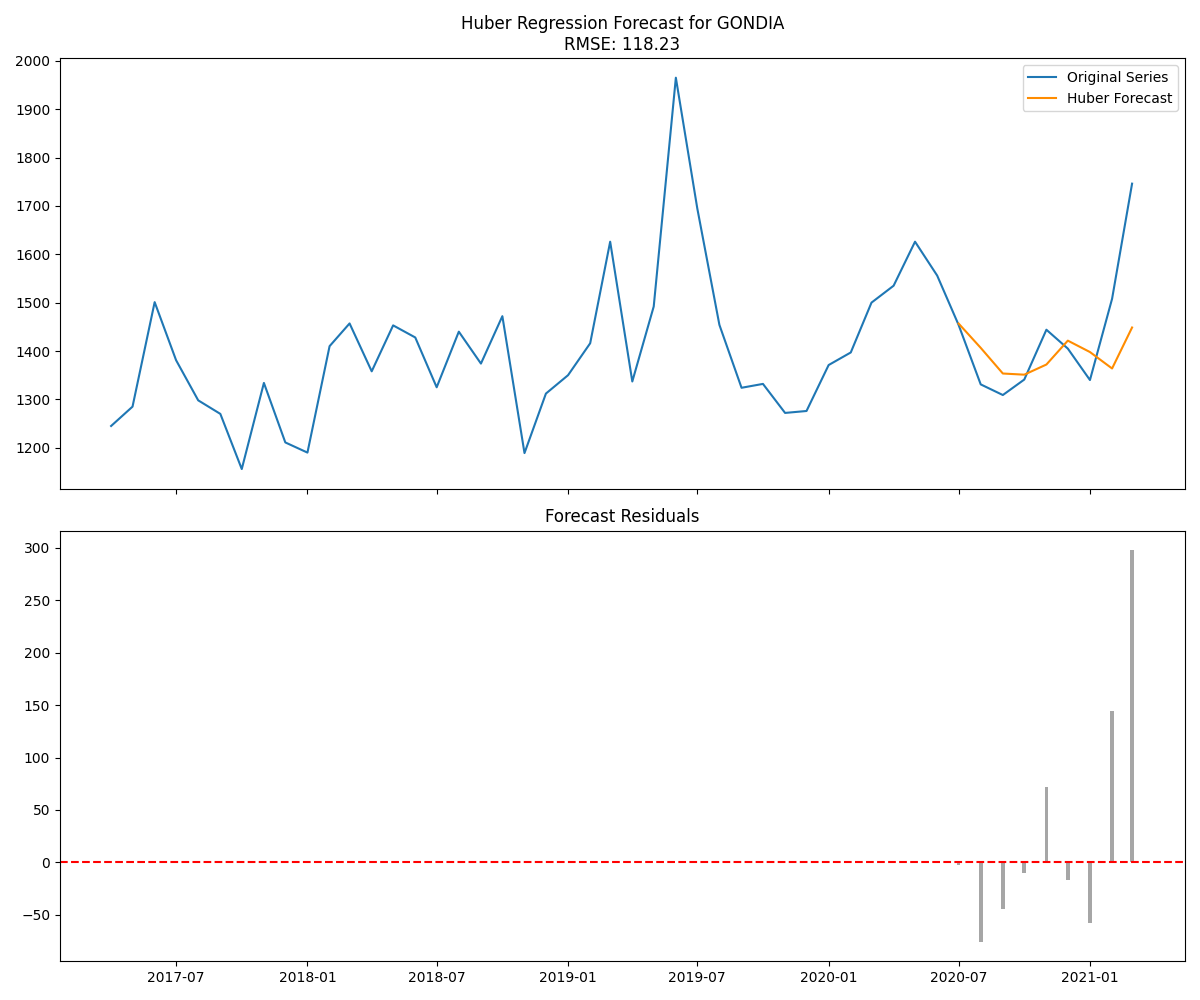 Huber Regression Forecast for GONDIA
RMSE: 118.23
Original Series
Huber Forecast
2000
1900
1800
1700
1600
1500
1400
1300
1200
Forecast Residuals
300
250
200
150
100
50
0
−50
2017-07 2018-01 2018-07 2019-01 2019-07 2020-01 2020-07 2021-01